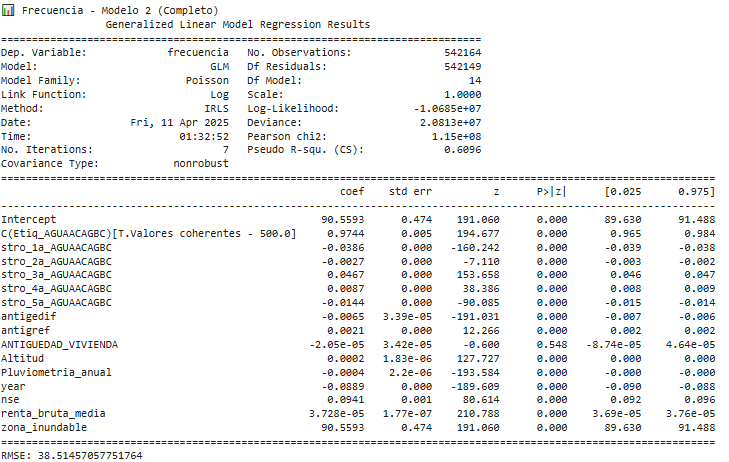 📊 Frecuencia - Modelo 2 (Completo)
Generalized Linear Model Regression Results
==============================================================================
Dep. Variable: frecuencia No. Observations: 542164
Model: GLM Df Residuals: 542149
Model Family: Poisson Df Model: 14
Link Function: Log Scale: 1.0000
Method: IRLS Log-Likelihood: -1.0685e+07
Date: Fri, 11 Apr 2025 Deviance: 2.0813e+07
Time: 01:32:52 Pearson chi2: 1.15e+08
No. Iterations: 7 Pseudo R-squ. (CS): 0.6096
Covariance Type: nonrobust
==============================================================================
coef std err z P>|z| [0.025 0.975]
------------------------------------------------------------------------------
Intercept 90.5593 0.474 191.060 0.000 89.630 91.488
C(Etiq_AGUAACAGBC)[T.Valores coherentes - 500.0] 0.9744 0.005 194.677 0.000 0.965 0.984
stro_1a_AGUAACAGBC -0.0386 0.000 -160.242 0.000 -0.039 -0.038
stro_2a_AGUAACAGBC -0.0027 0.000 -7.110 0.000 -0.003 -0.002
stro_3a_AGUAACAGBC 0.0467 0.000 153.658 0.000 0.046 0.047
stro_4a_AGUAACAGBC 0.0087 0.000 38.386 0.000 0.008 0.009
stro_5a_AGUAACAGBC -0.0144 0.000 -90.085 0.000 -0.015 -0.014
antigedif -0.0065 3.39e-05 -191.031 0.000 -0.007 -0.006
antigref 0.0021 0.000 12.266 0.000 0.002 0.002
ANTIGUEDAD_VIVIENDA -2.05e-05 3.42e-05 -0.600 0.548 -8.74e-05 4.64e-05
Altitud 0.0002 1.83e-06 127.727 0.000 0.000 0.000
Pluviometria_anual -0.0004 2.2e-06 -193.584 0.000 -0.000 -0.000
year -0.0889 0.000 -189.609 0.000 -0.090 -0.088
nse 0.0941 0.001 80.614 0.000 0.092 0.096
renta_bruta_media 3.728e-05 1.77e-07 210.788 0.000 3.69e-05 3.76e-05
zona_inundable 90.5593 0.474 191.060 0.000 89.630 91.488
==============================================================================
RMSE: 38.51457057751764